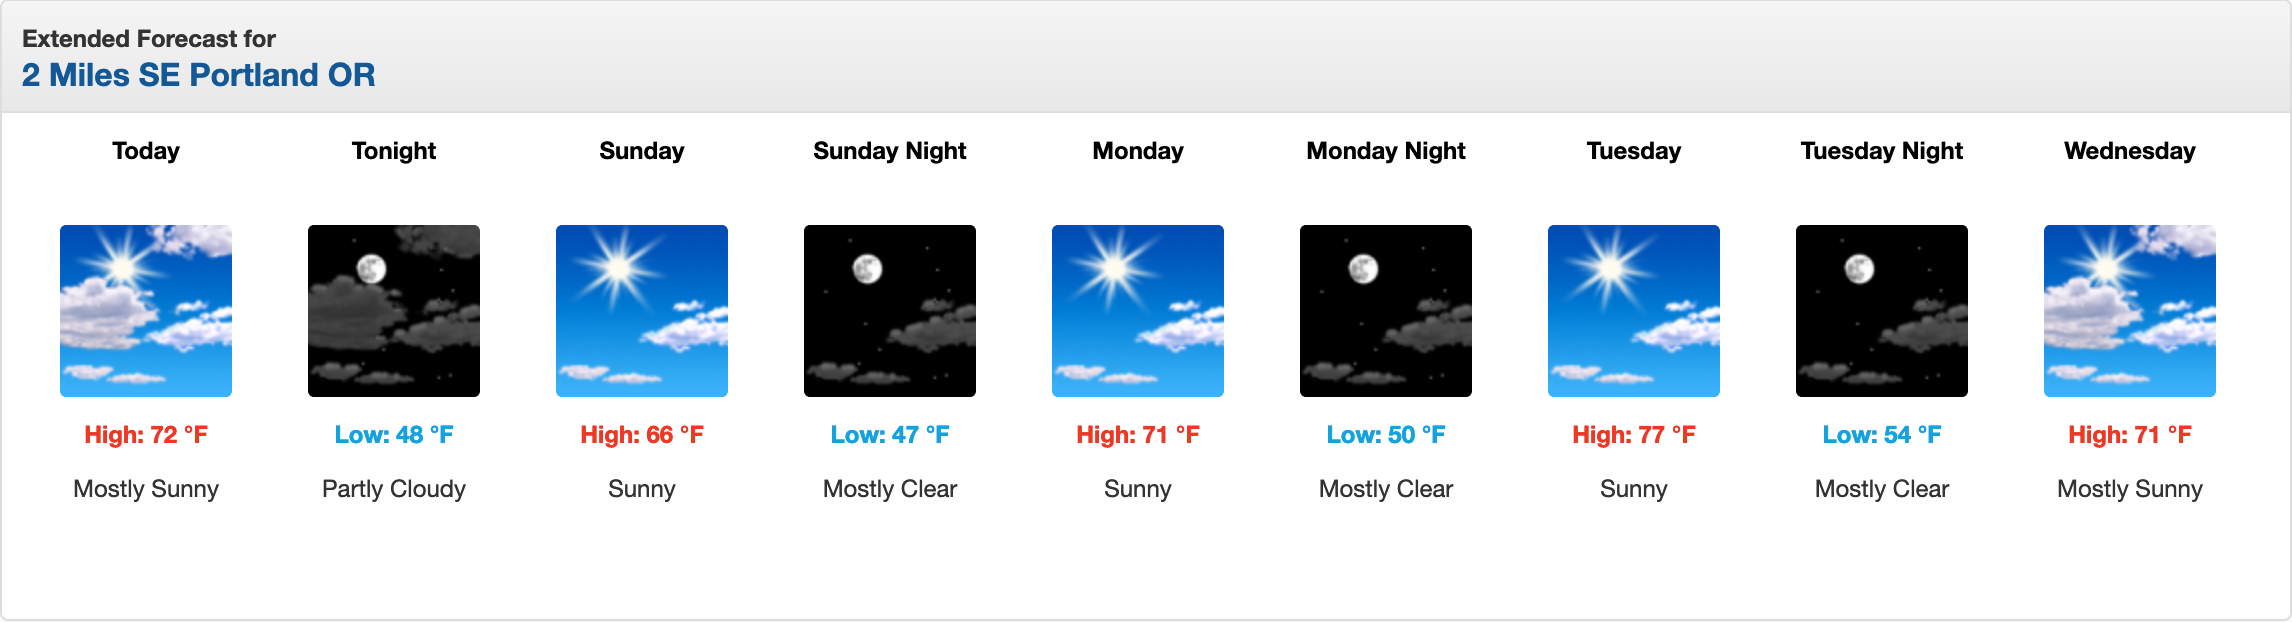 Extended Forecast for
2 Miles SE Portland OR
Today
High: 72 °F
Mostly Sunny
Tonight
Low: 48 °F
Partly Cloudy
Sunday
High: 66 °F
Sunny
Sunday Night
Low: 47 °F
Mostly Clear
Monday
High: 71 °F
Sunny
Monday Night
Low: 50 °F
Mostly Clear
Tuesday
High: 77 °F
Sunny
Tuesday Night
Low: 54 °F
Mostly Clear
Wednesday
High: 71 °F
Mostly Sunny